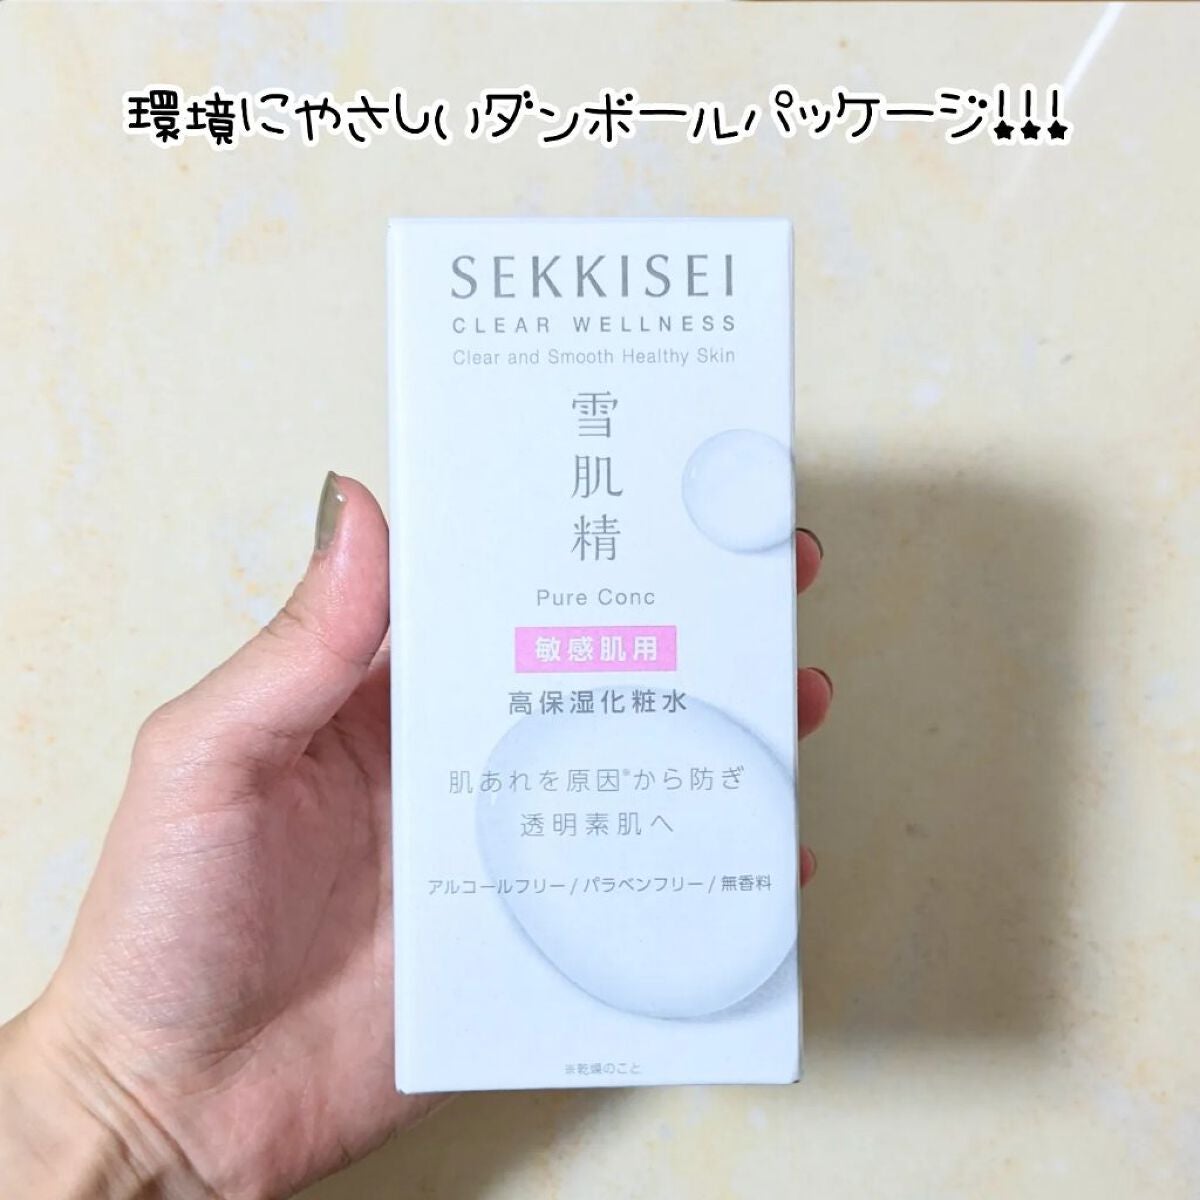 環境にやさしいダンボールパッケージ!!!
SEKKISEI
CLEAR WELLNESS
Clear and Smooth Healthy Skin
雪肌精
Pure Conc
敏感肌用
高保湿化粧水
肌あれを原因※から防ぎ
透明素肌へ
アルコールフリー/パラベンフリー/無香料
※乾燥のこと